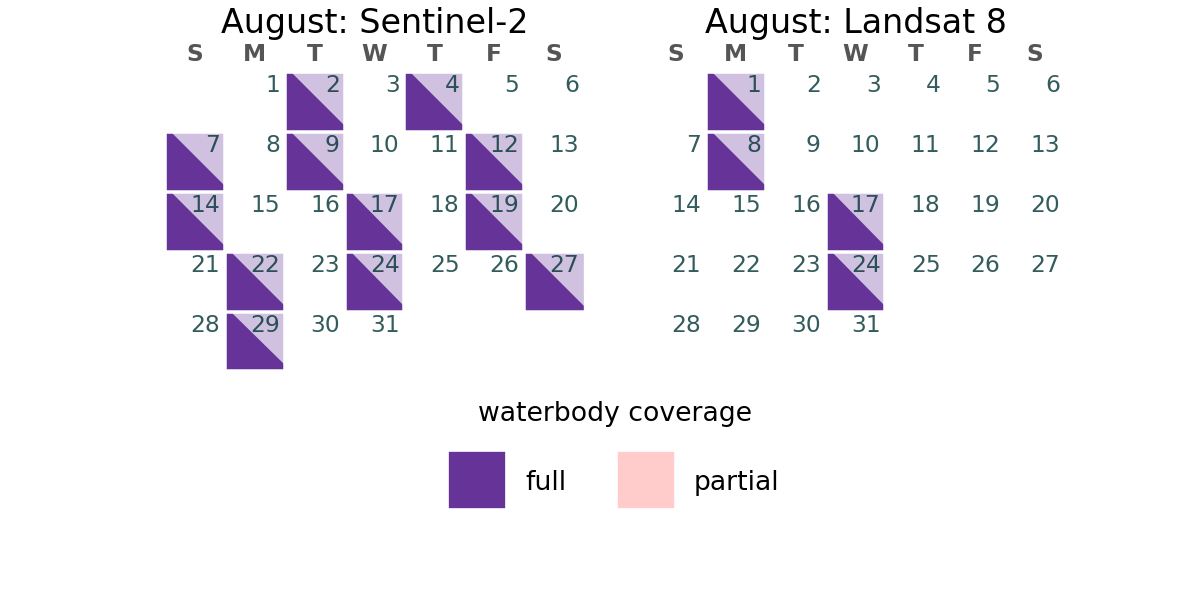 August: Sentinel-2
S M T W T F S
1 2 3 4 5 6
7 8 9 10 11 12 13
14 15 16 17 18 19 20
21 22 23 24 25 26 27
28 29 30 31
August: Landsat 8
S M T W T F S
1 2 3 4 5 6
7 8 9 10 11 12 13
14 15 16 17 18 19 20
21 22 23 24 25 26 27
28 29 30 31
waterbody coverage
full partial